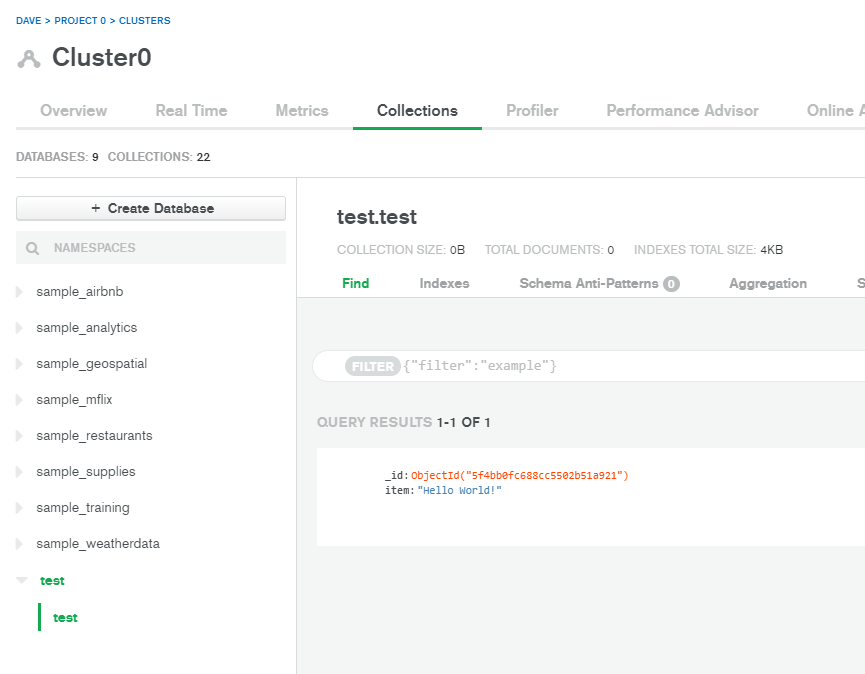 DAVE > PROJECT 0 > CLUSTERS
Cluster0
Overview Real Time Metrics Collections Profiler Performance Advisor Online A
DATABASES: 9 COLLECTIONS: 22
+ Create Database
NAMESPACES
sample_airbnb
sample_analytics
sample_geospatial
sample_mflix
sample_restaurants
sample_supplies
sample_training
sample_weatherdata
test
test
test.test
COLLECTION SIZE: 0B TOTAL DOCUMENTS: 0 INDEXES TOTAL SIZE: 4KB
Find Indexes Schema Anti-Patterns 0 Aggregation S
FILTER {"filter":"example"}
QUERY RESULTS 1-1 OF 1
_id: ObjectId("5f4bb0fc688cc5502b51a921")
item: "Hello World!"